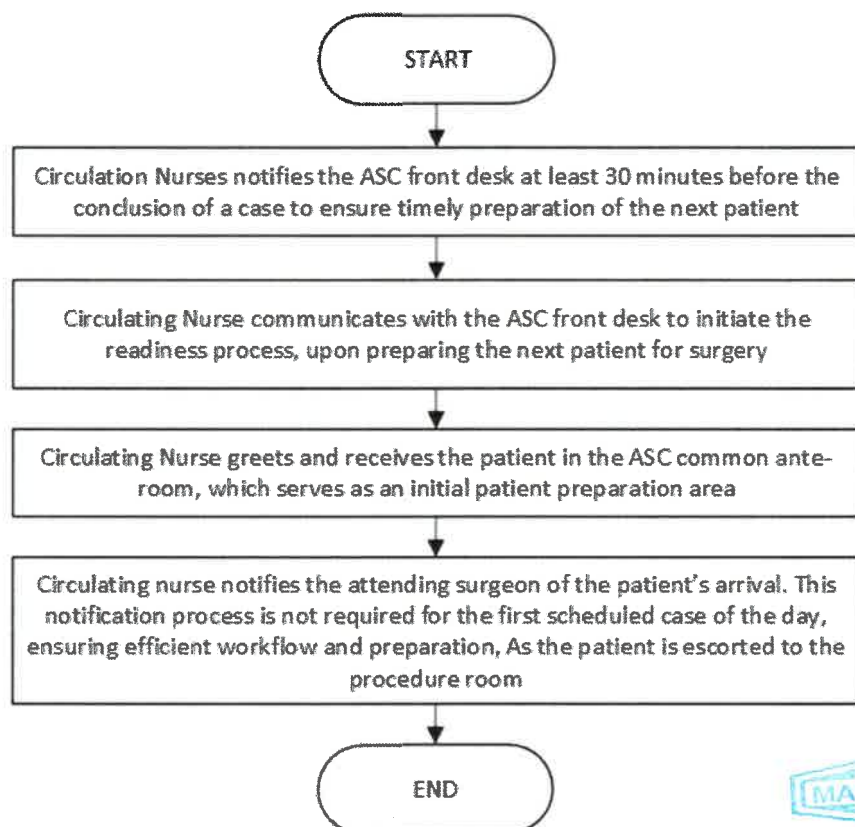 START
Circulation Nurses notifies the ASC front desk at least 30 minutes before the
conclusion of a case to ensure timely preparation of the next patient
Circulating Nurse communicates with the ASC front desk to initiate the
readiness process, upon preparing the next patient for surgery
Circulating Nurse greets and receives the patient in the ASC common ante-
room, which serves as an initial patient preparation area
Circulating nurse notifies the attending surgeon of the patient's arrival. This
notification process is not required for the first scheduled case of the day,
ensuring efficient workflow and preparation, As the patient is escorted to the
procedure room
END
MA